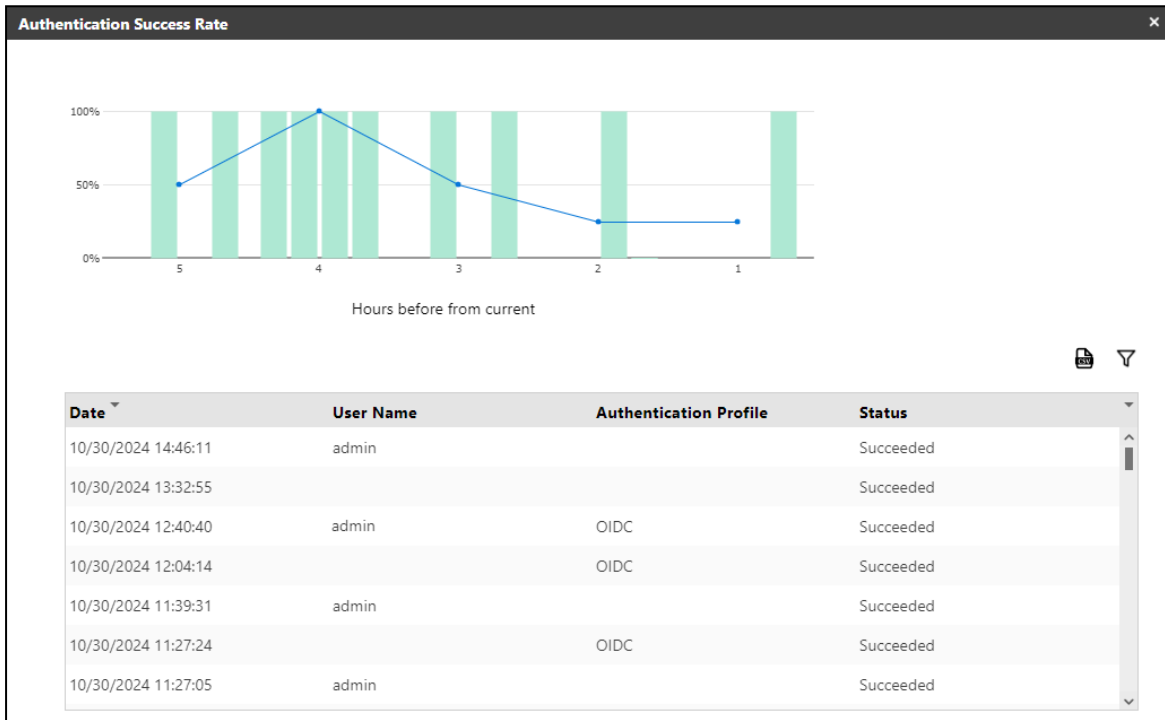 Authentication Success Rate ×
100%
50%
0%
5 4 3 2 1
Hours before from current
CSV
Date User Name Authentication Profile Status
10/30/2024 14:46:11 admin Succeeded
10/30/2024 13:32:55 Succeeded
10/30/2024 12:40:40 admin OIDC Succeeded
10/30/2024 12:04:14 OIDC Succeeded
10/30/2024 11:39:31 admin Succeeded
10/30/2024 11:27:24 OIDC Succeeded
10/30/2024 11:27:05 admin Succeeded